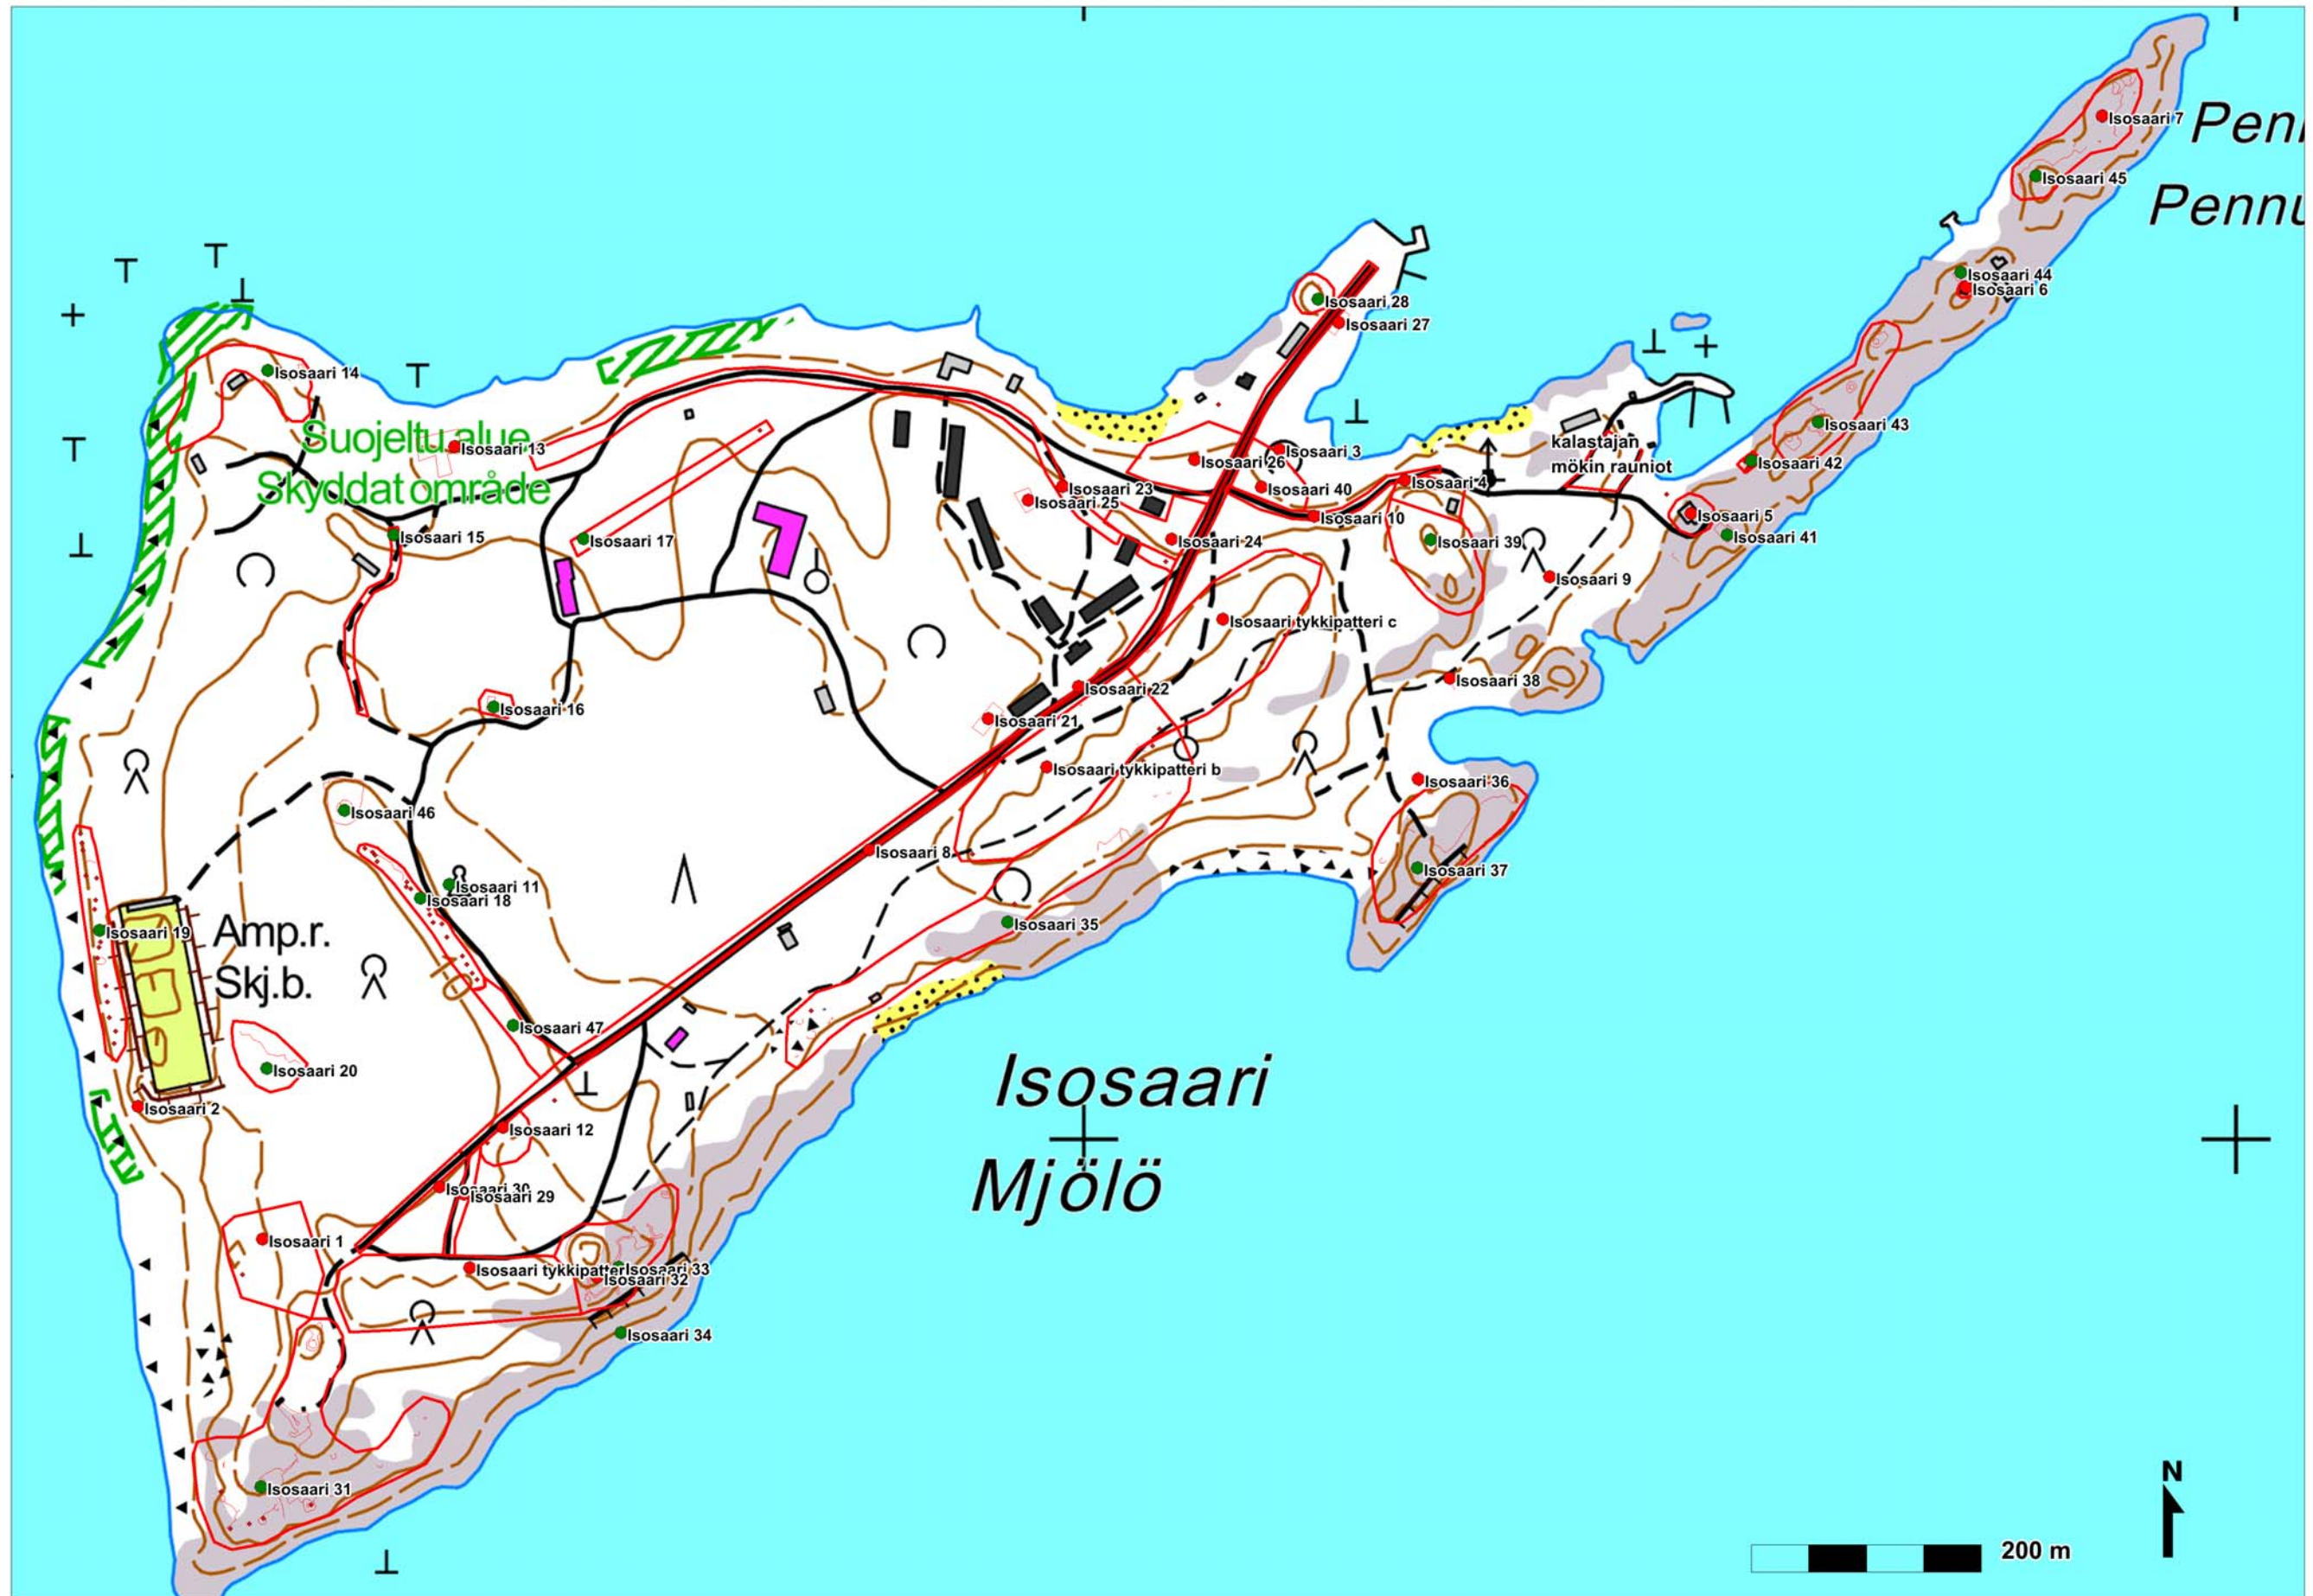 Isosaari 7
Isosaari 45
Isosaari 44
Isosaari 6
Isosaari 28
Isosaari 27
Isosaari 14
Suojeltu alue
Isosaari 13
Skyddat område
Isosaari 3
Isosaari 26
kalastajan
mökin rauniot
Isosaari 43
Isosaari 42
Isosaari 23
Isosaari 25
Isosaari 40
Isosaari 4
Isosaari 10
Isosaari 5
Isosaari 41
Isosaari 15
Isosaari 17
Isosaari 24
Isosaari 39
Isosaari 9
Isosaari tykkipatteri c
Isosaari 38
Isosaari 22
Isosaari 16
Isosaari 21
Isosaari tykkipatteri b
Isosaari 36
Isosaari 46
Isosaari 8
Isosaari 37
Isosaari 11
Isosaari 18
Isosaari 35
Isosaari 19
Amp.r.
Skj.b.
Isosaari 47
Isosaari 20
Isosaari
Mjölö
Isosaari 2
Isosaari 12
Isosaari 30
Isosaari 29
Isosaari 1
Isosaari 33
Isosaari 32
Isosaari 34
Isosaari 31
N
200 m